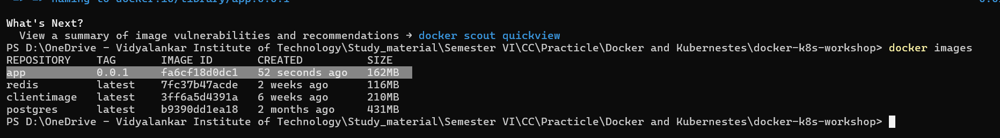 => => naming to docker.io/library/app:0.0.1
What's Next?
View a summary of image vulnerabilities and recommendations → docker scout quickview
PS D:\OneDrive - Vidyalankar Institute of Technology\Study_material\Semester VI\CC\Practicle\Docker and Kubernestes\docker-k8s-workshop> docker images
REPOSITORY TAG IMAGE ID CREATED SIZE
app 0.0.1 fa6cf18d0dc1 52 seconds ago 162MB
redis latest 7fc37b47acde 2 weeks ago 116MB
clientimage latest 3ff6a5d4391a 6 weeks ago 210MB
postgres latest b9390dd1ea18 2 months ago 431MB
PS D:\OneDrive - Vidyalankar Institute of Technology\Study_material\Semester VI\CC\Practicle\Docker and Kubernestes\docker-k8s-workshop>